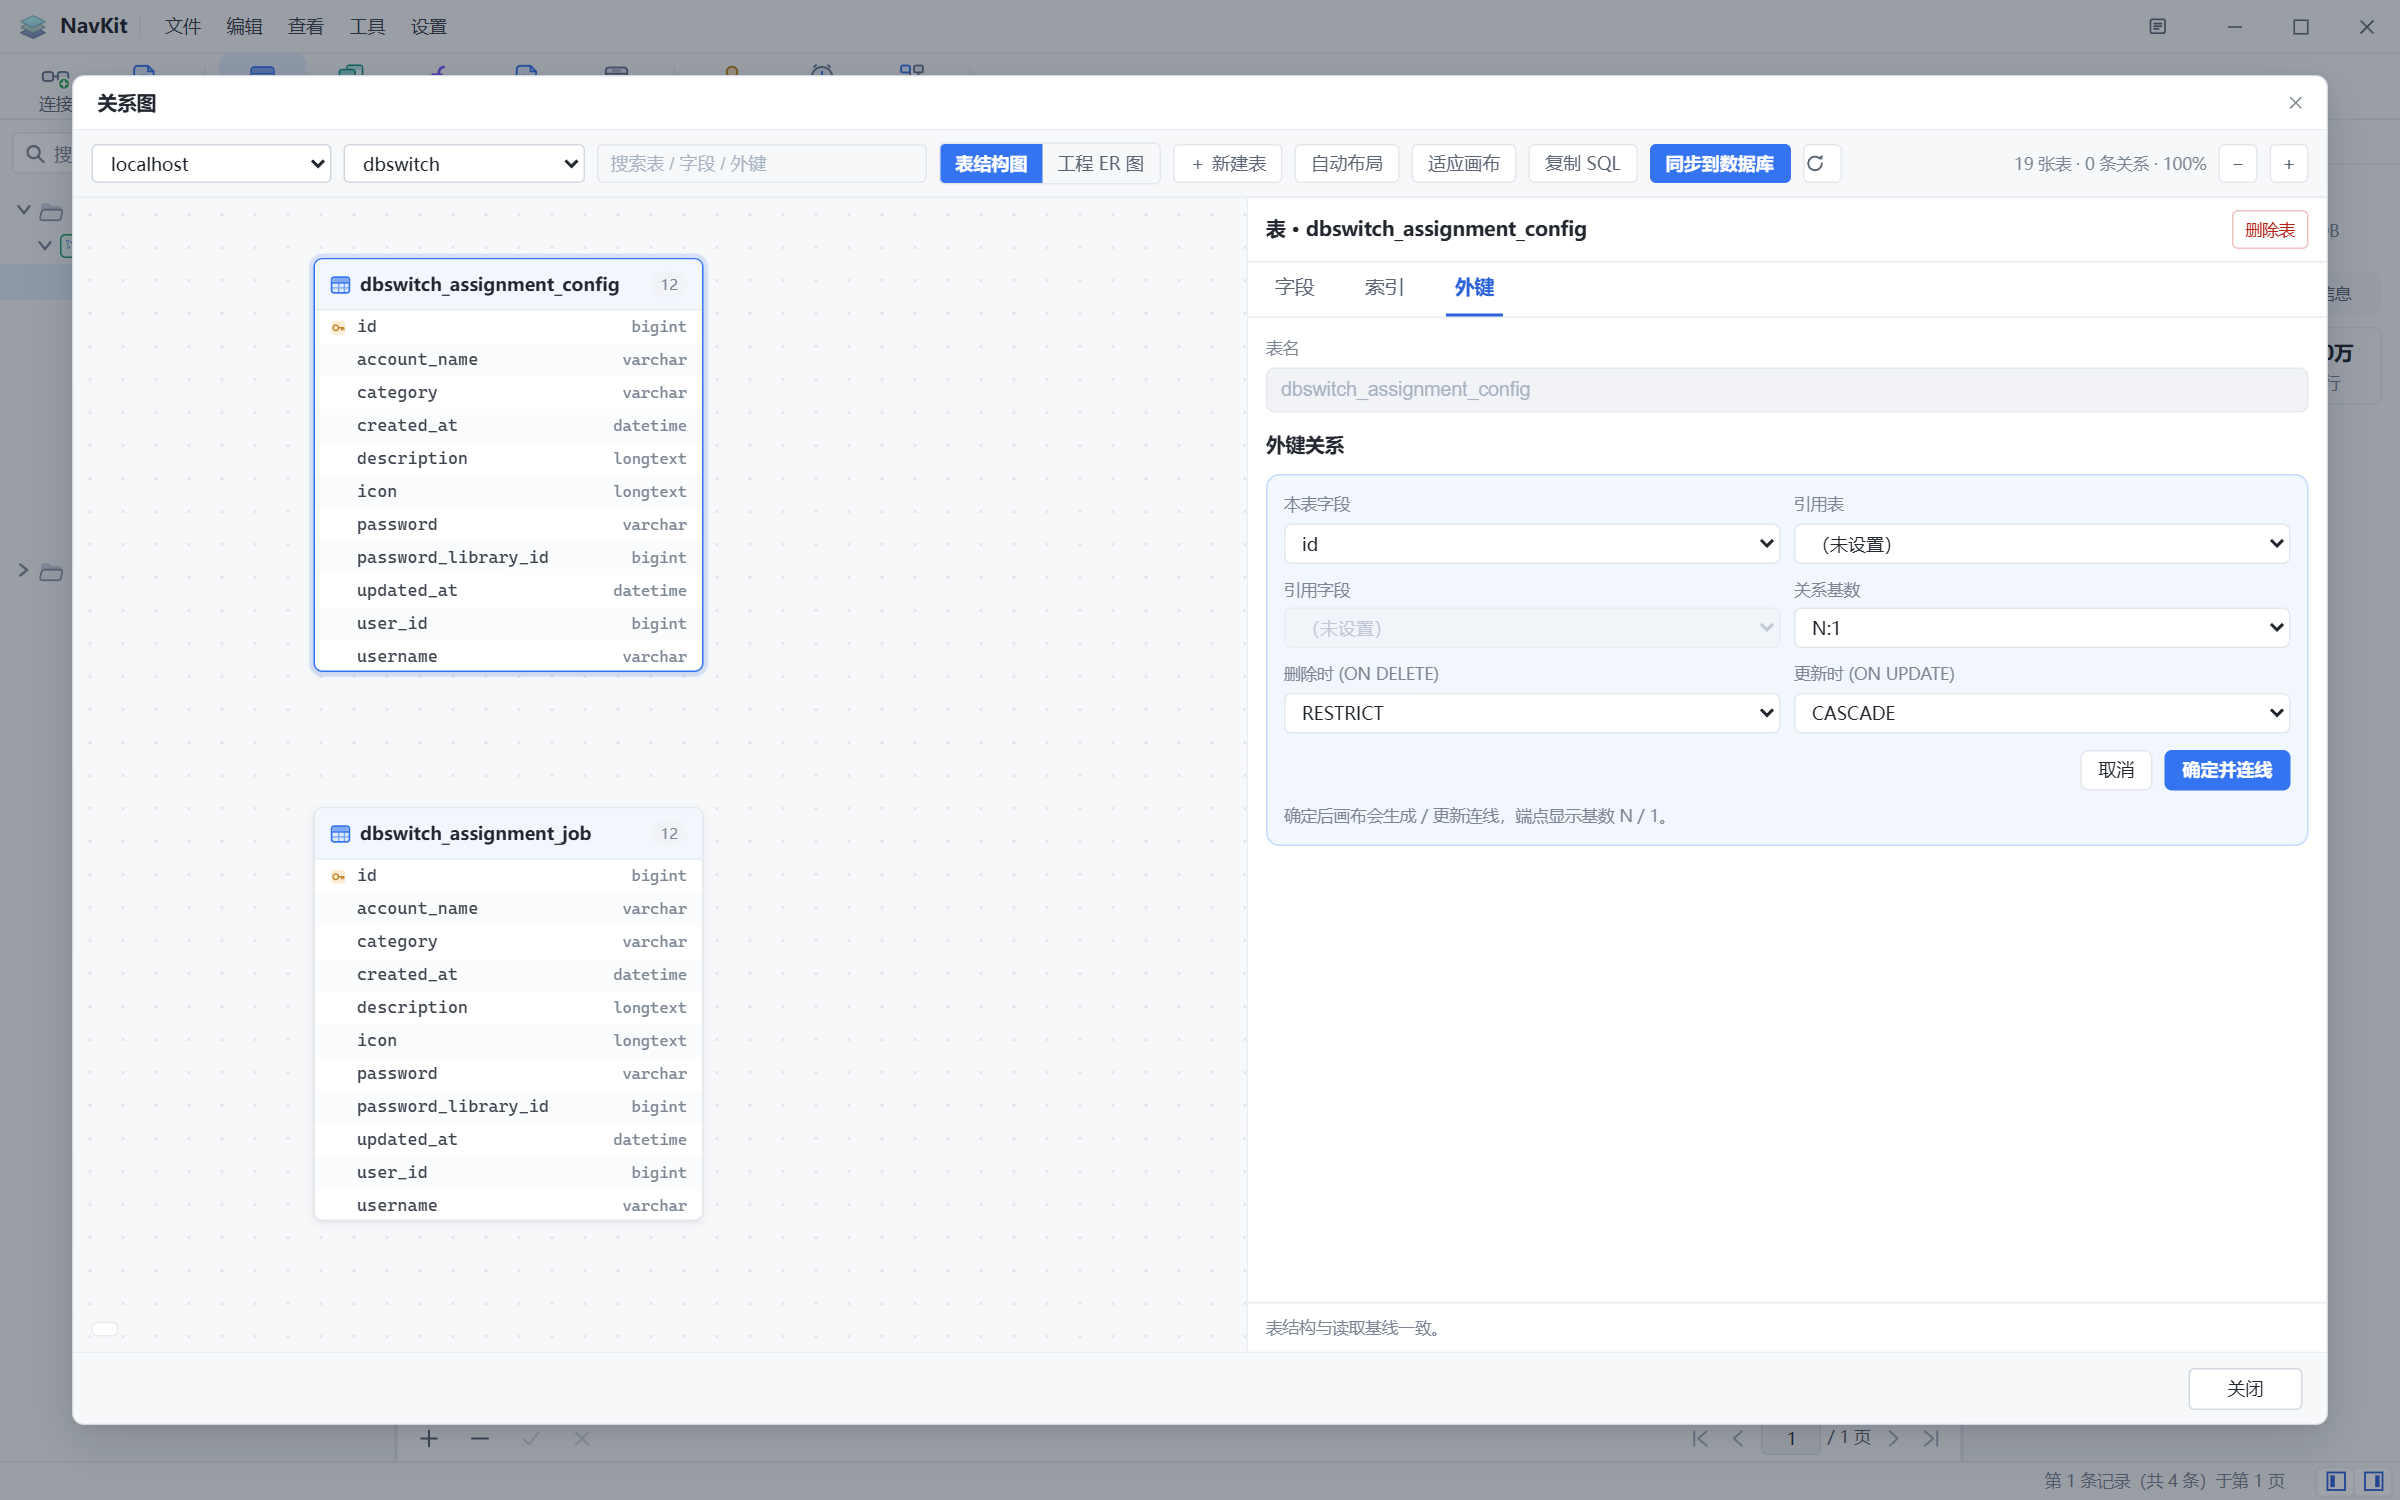 NavKit 文件 编辑 查看 工具 设置
连接
关系图
搜
localhost dbswitch 搜索表 / 字段 / 外键 表结构图 工程 ER 图 + 新建表 自动布局 适应画布 复制 SQL 同步到数据库 19 张表 · 0 条关系 · 100% − +
表 • dbswitch_assignment_config 删除表
字段 索引 外键
信息
表名
0万
行
dbswitch_assignment_config
外键关系
本表字段 引用表
id (未设置)
引用字段 关系基数
(未设置) N:1
删除时 (ON DELETE) 更新时 (ON UPDATE)
RESTRICT CASCADE
取消 确定并连线
确定后画布会生成 / 更新连线，端点显示基数 N / 1。
表结构与读取基线一致。
dbswitch_assignment_config 12
id bigint
account_name varchar
category varchar
created_at datetime
description longtext
icon longtext
password varchar
password_library_id bigint
updated_at datetime
user_id bigint
username varchar
dbswitch_assignment_job 12
id bigint
account_name varchar
category varchar
created_at datetime
description longtext
icon longtext
password varchar
password_library_id bigint
updated_at datetime
user_id bigint
username varchar
关闭
1 / 1 页
第 1 条记录 (共 4 条) 于第 1 页